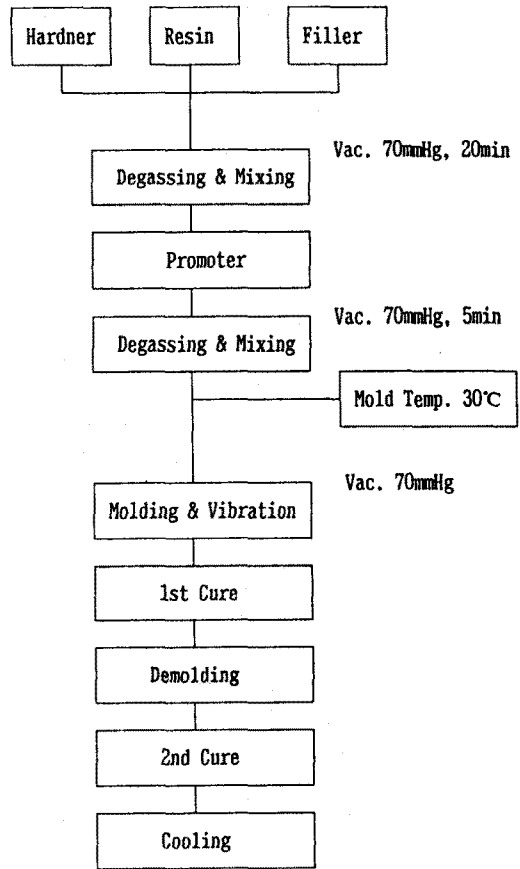 Hardner
Resin
Filler
Vac. 70mmHg, 20min
Degassing & Mixing
Promoter
Vac. 70mmHg, 5min
Degassing & Mixing
Mold Temp. 30℃
Vac. 70mmHg
Molding & Vibration
1st Cure
Demolding
2nd Cure
Cooling